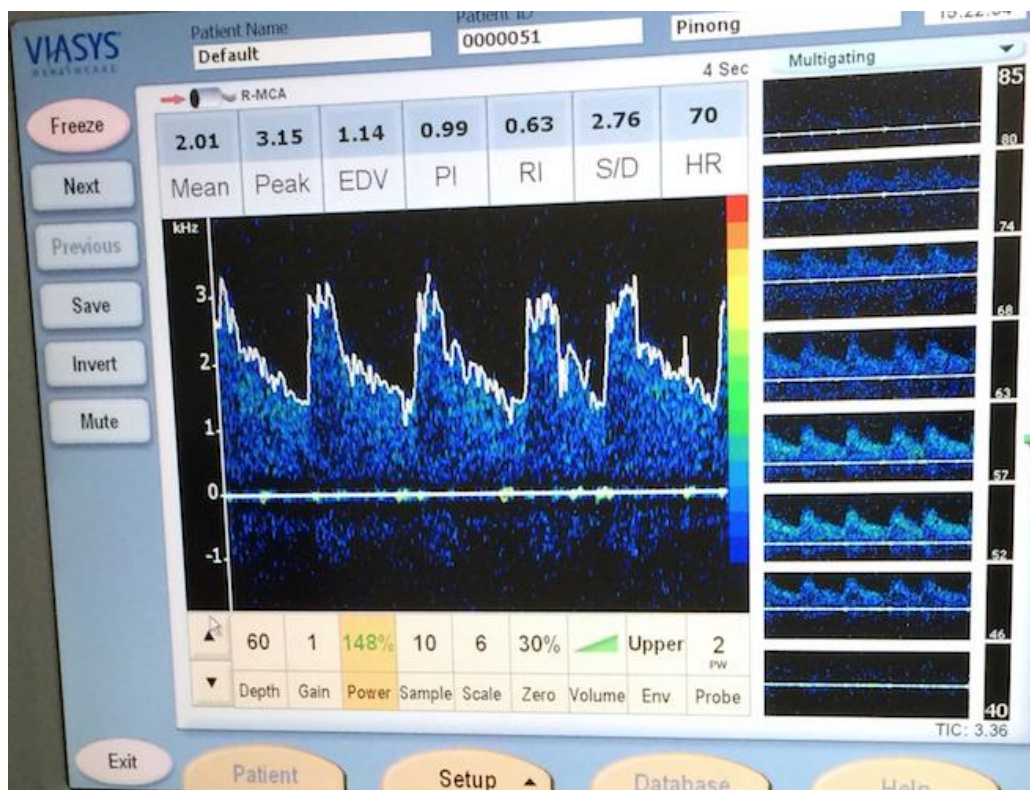 VIASYS
HEALTHCARE
Patient Name
Default
Patient ID
0000051
Pinong
Freeze
Next
Previous
Save
Invert
Mute
Exit
R-MCA
4 Sec
2.01 3.15 1.14 0.99 0.63 2.76 70
Mean Peak EDV PI RI S/D HR
kHz
3
2
1
0
-1
60 1 148% 10 6 30% Upper 2
PW
Depth Gain Power Sample Scale Zero Volume Env Probe
Multigating
85
80
74
68
63
57
52
46
40
TIC: 3.36
Patient Setup Database Help